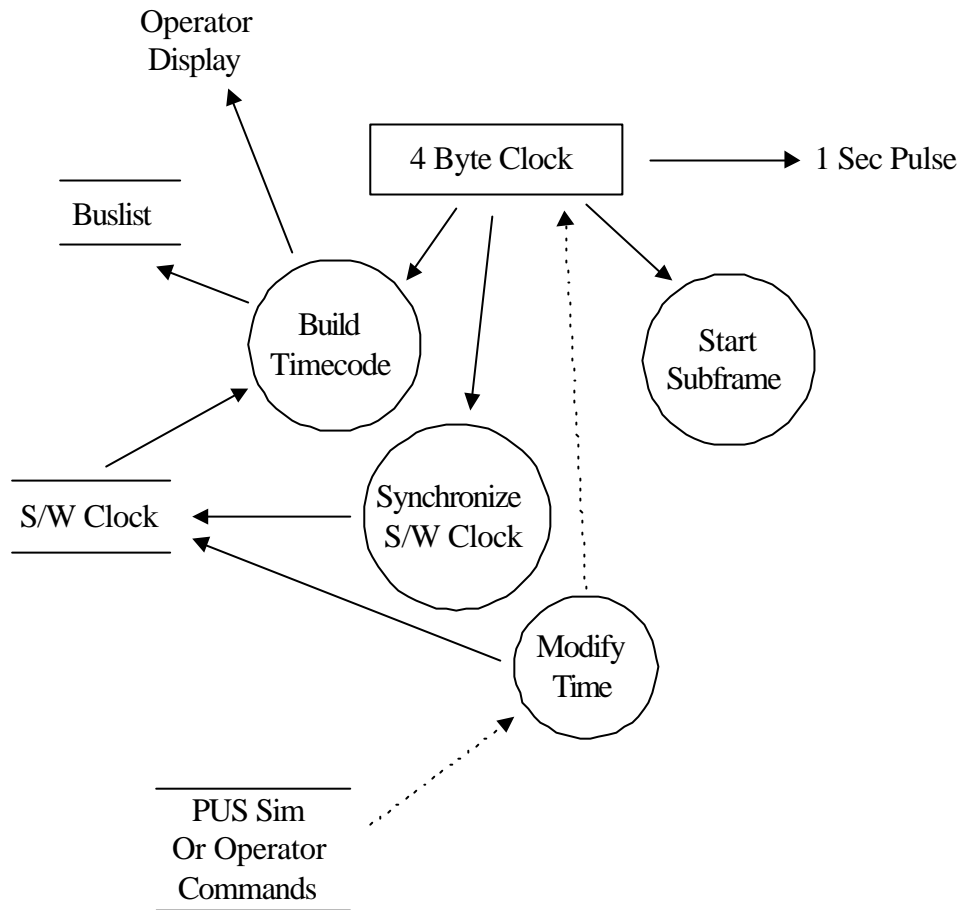 Operator
Display
4 Byte Clock
1 Sec Pulse
Buslist
Build
Timecode
Start
Subframe
S/W Clock
Synchronize
S/W Clock
Modify
Time
PUS Sim
Or Operator
Commands